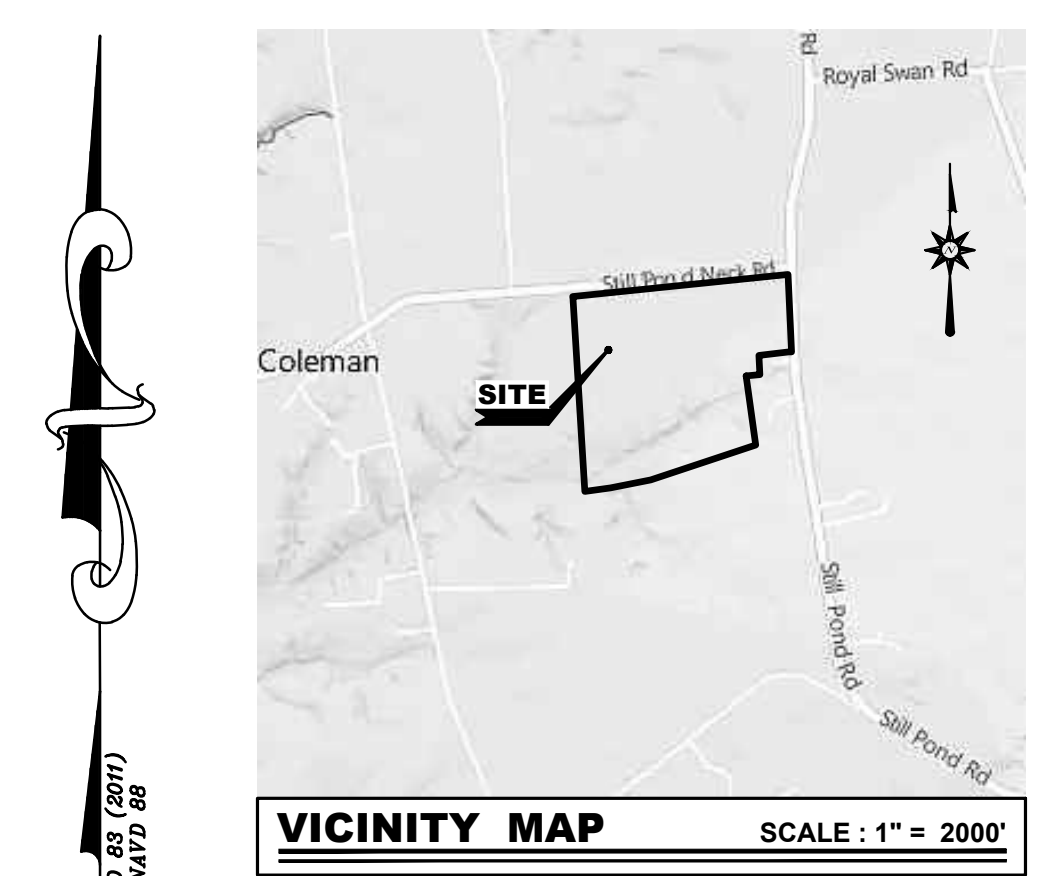 Rd
Royal Swan Rd
Still Pond Neck Rd
Coleman
SITE
N
Still Pond Rd
Still Pond Rd
83 (2011)
NAVD 88
VICINITY MAP
SCALE : 1" = 2000'